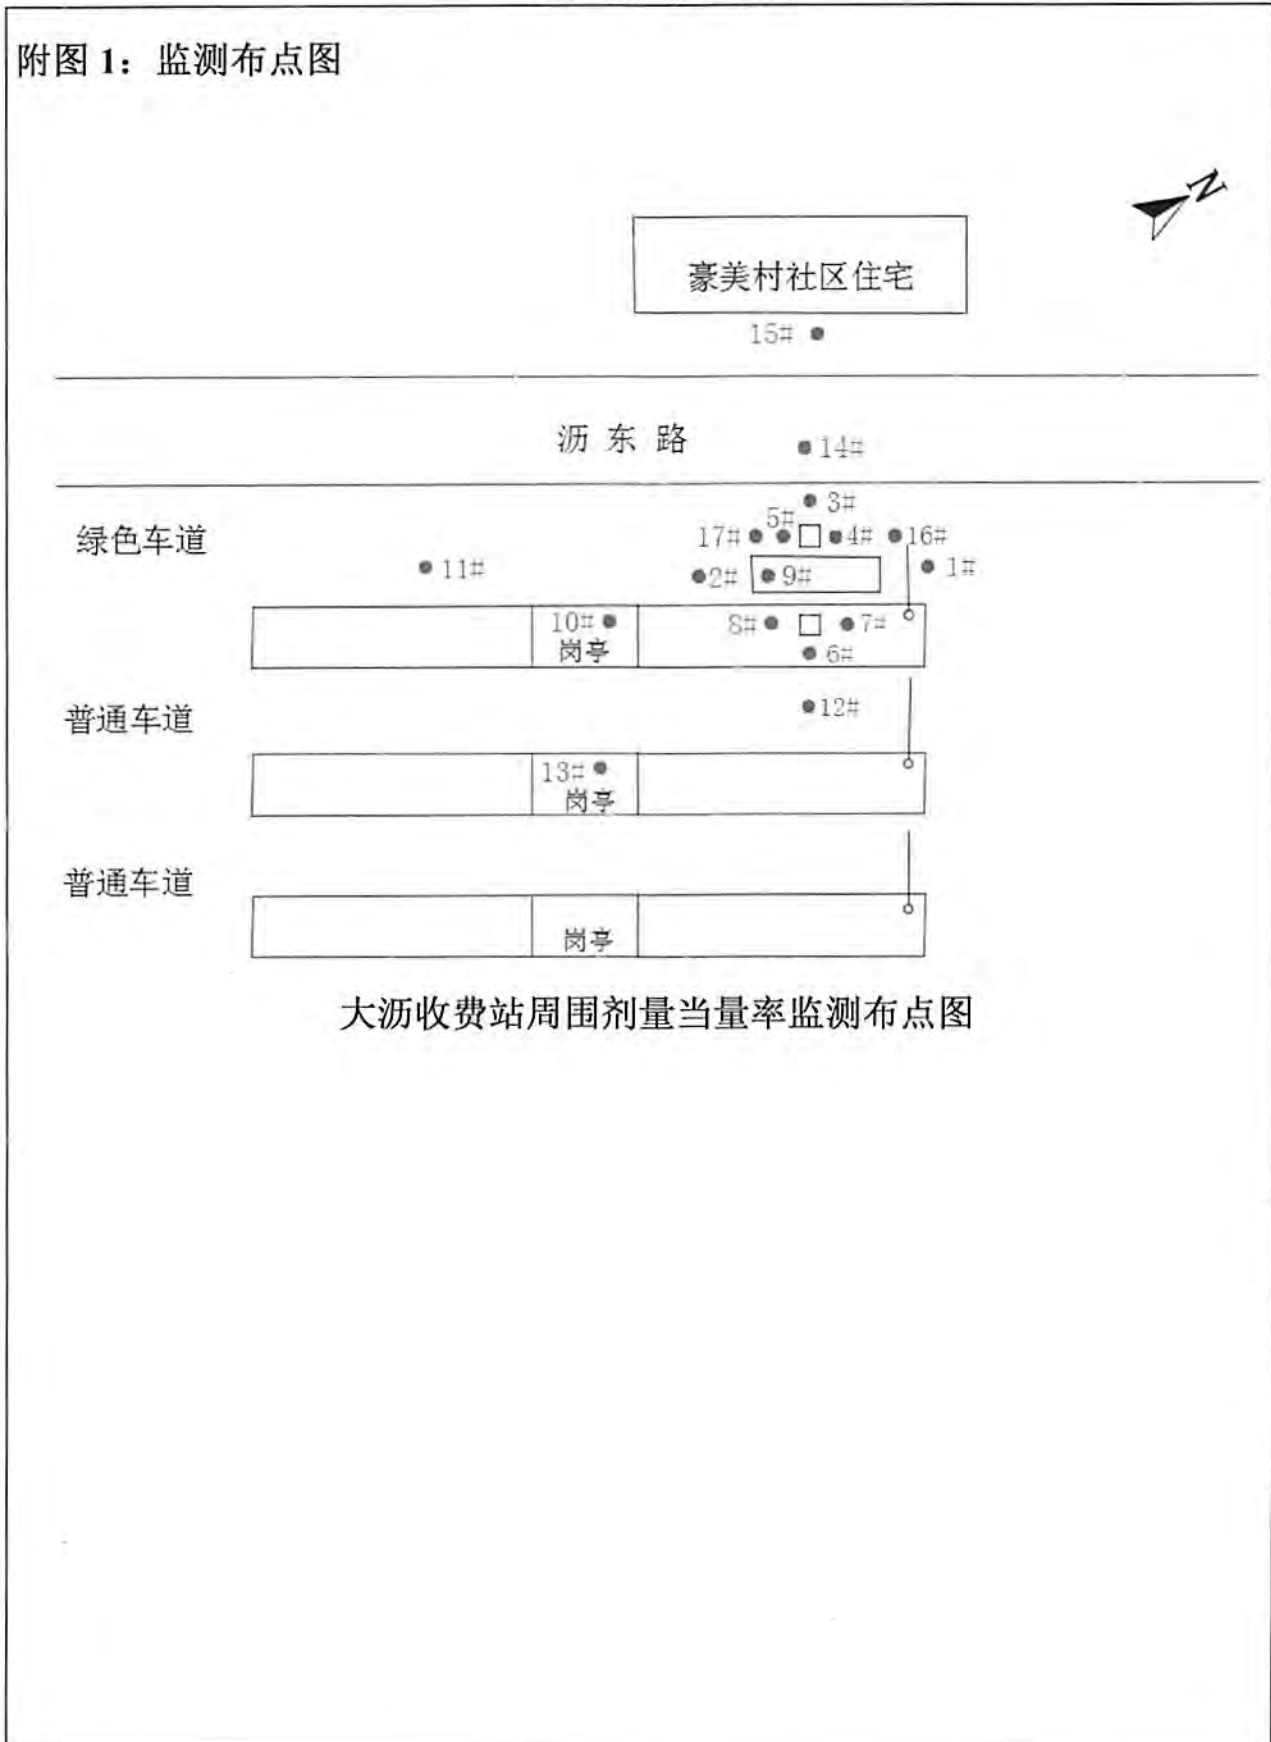 附图 1：监测布点图
N
豪美村社区住宅
15#
沥东路
14#
3#
绿色车道
5#
17#
4#
16#
11#
2#
9#
1#
10#
岗亭
8#
7#
6#
普通车道
12#
13#
岗亭
普通车道
岗亭
大沥收费站周围剂量当量率监测布点图